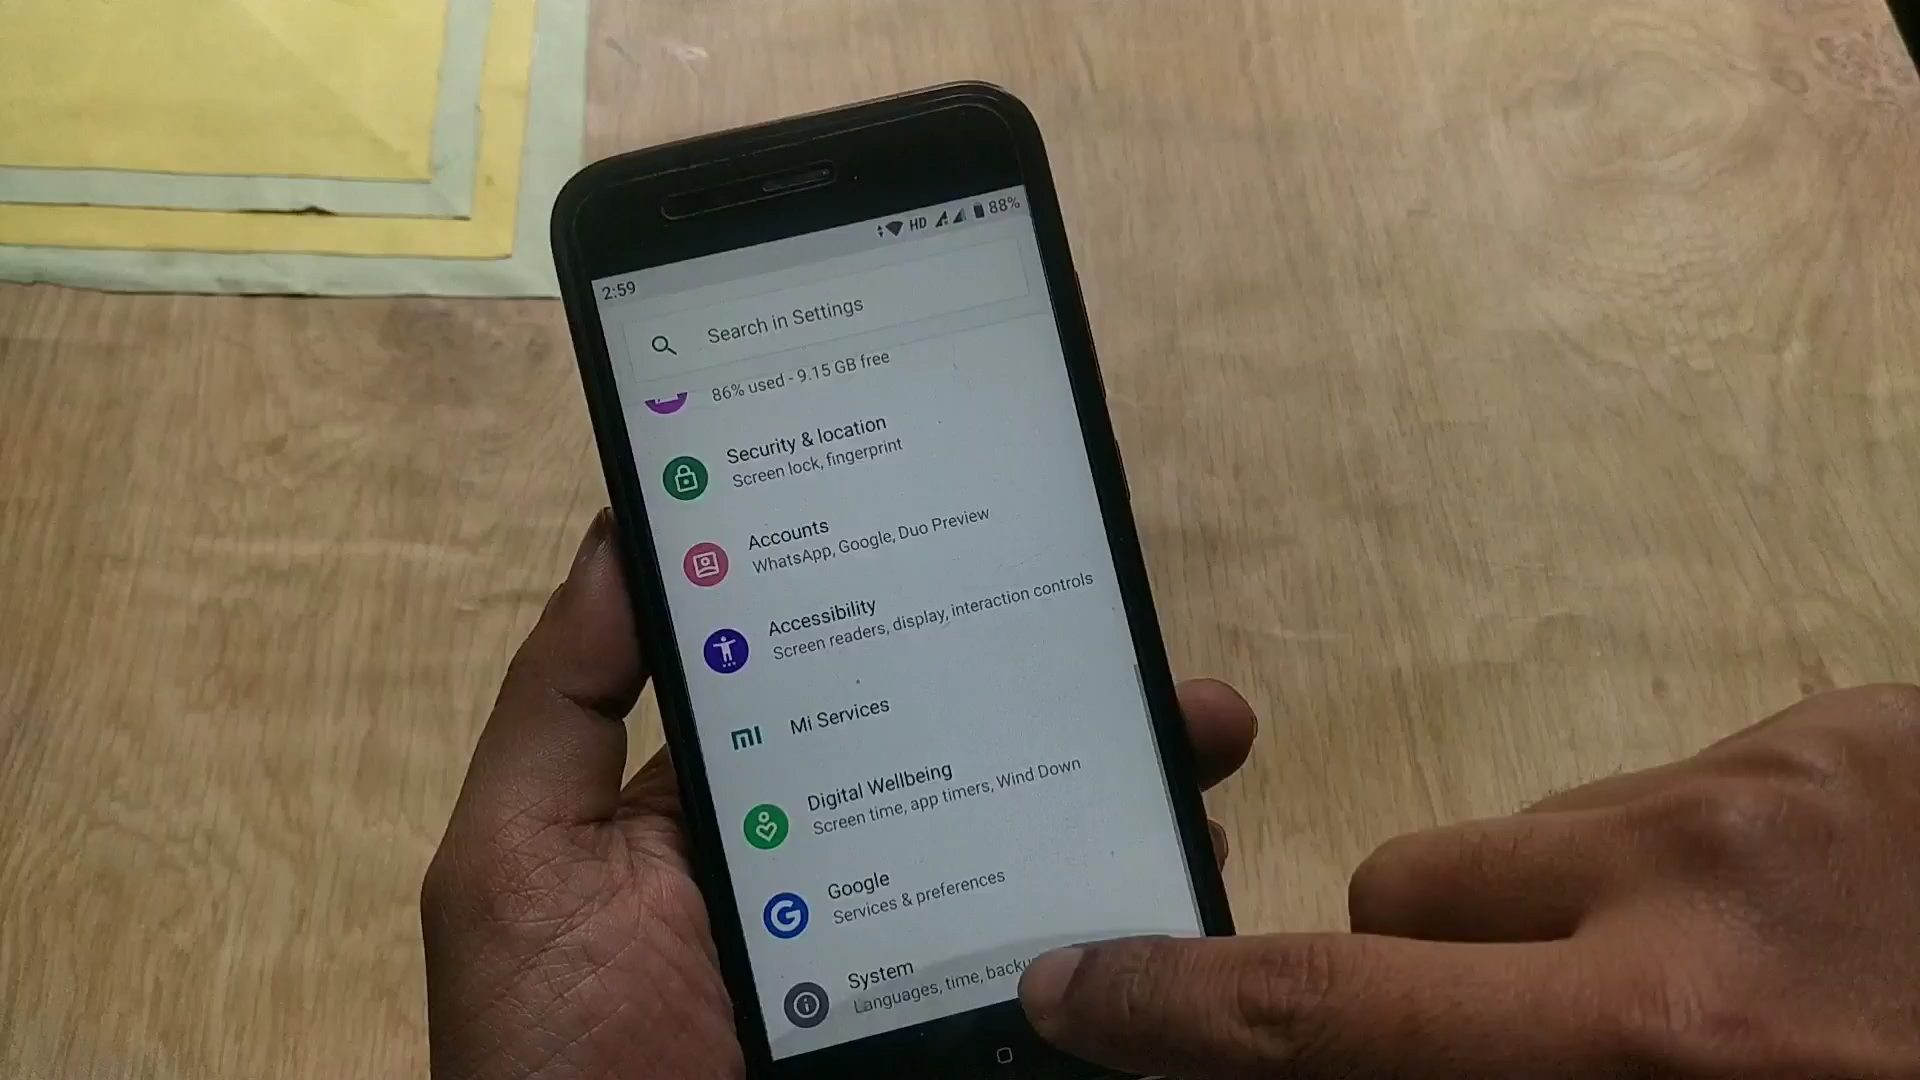 2:59 HD 88%
Search in Settings
86% used - 9.15 GB free
Security & location
Screen lock, fingerprint
Accounts
WhatsApp, Google, Duo Preview
Accessibility
Screen readers, display, interaction controls
MI Mi Services
Digital Wellbeing
Screen time, app timers, Wind Down
G Google
Services & preferences
System
Languages, time,